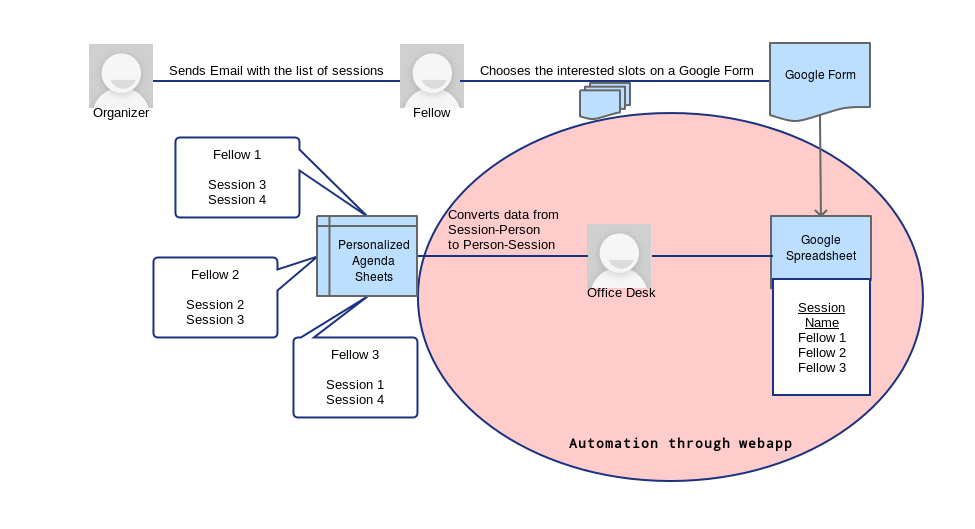 Sends Email with the list of sessions
Chooses the interested slots on a Google Form
Google Form
Organizer
Fellow
Fellow 1
Session 3
Session 4
Converts data from
Session-Person
to Person-Session
Personalized
Agenda
Sheets
Google
Spreadsheet
Office Desk
Fellow 2
Session 2
Session 3
Session
Name
Fellow 1
Fellow 2
Fellow 3
Fellow 3
Session 1
Session 4
Automation through webapp